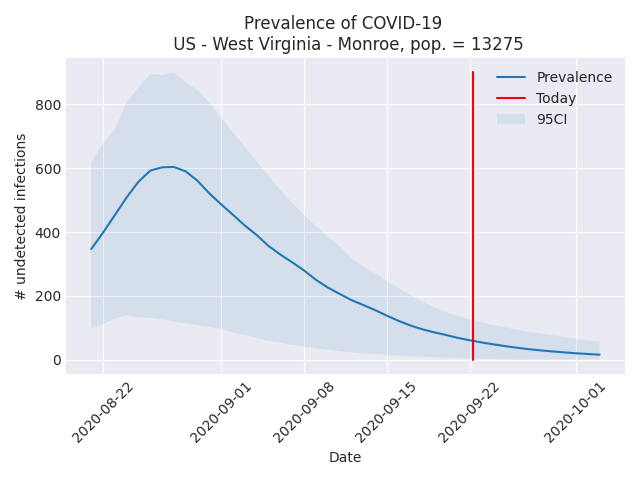 Prevalence of COVID-19
US - West Virginia - Monroe, pop. = 13275
Prevalence
Today
95CI
# undetected infections
800
600
400
200
0
2020-08-22
2020-09-01
2020-09-08
2020-09-15
2020-09-22
2020-10-01
Date